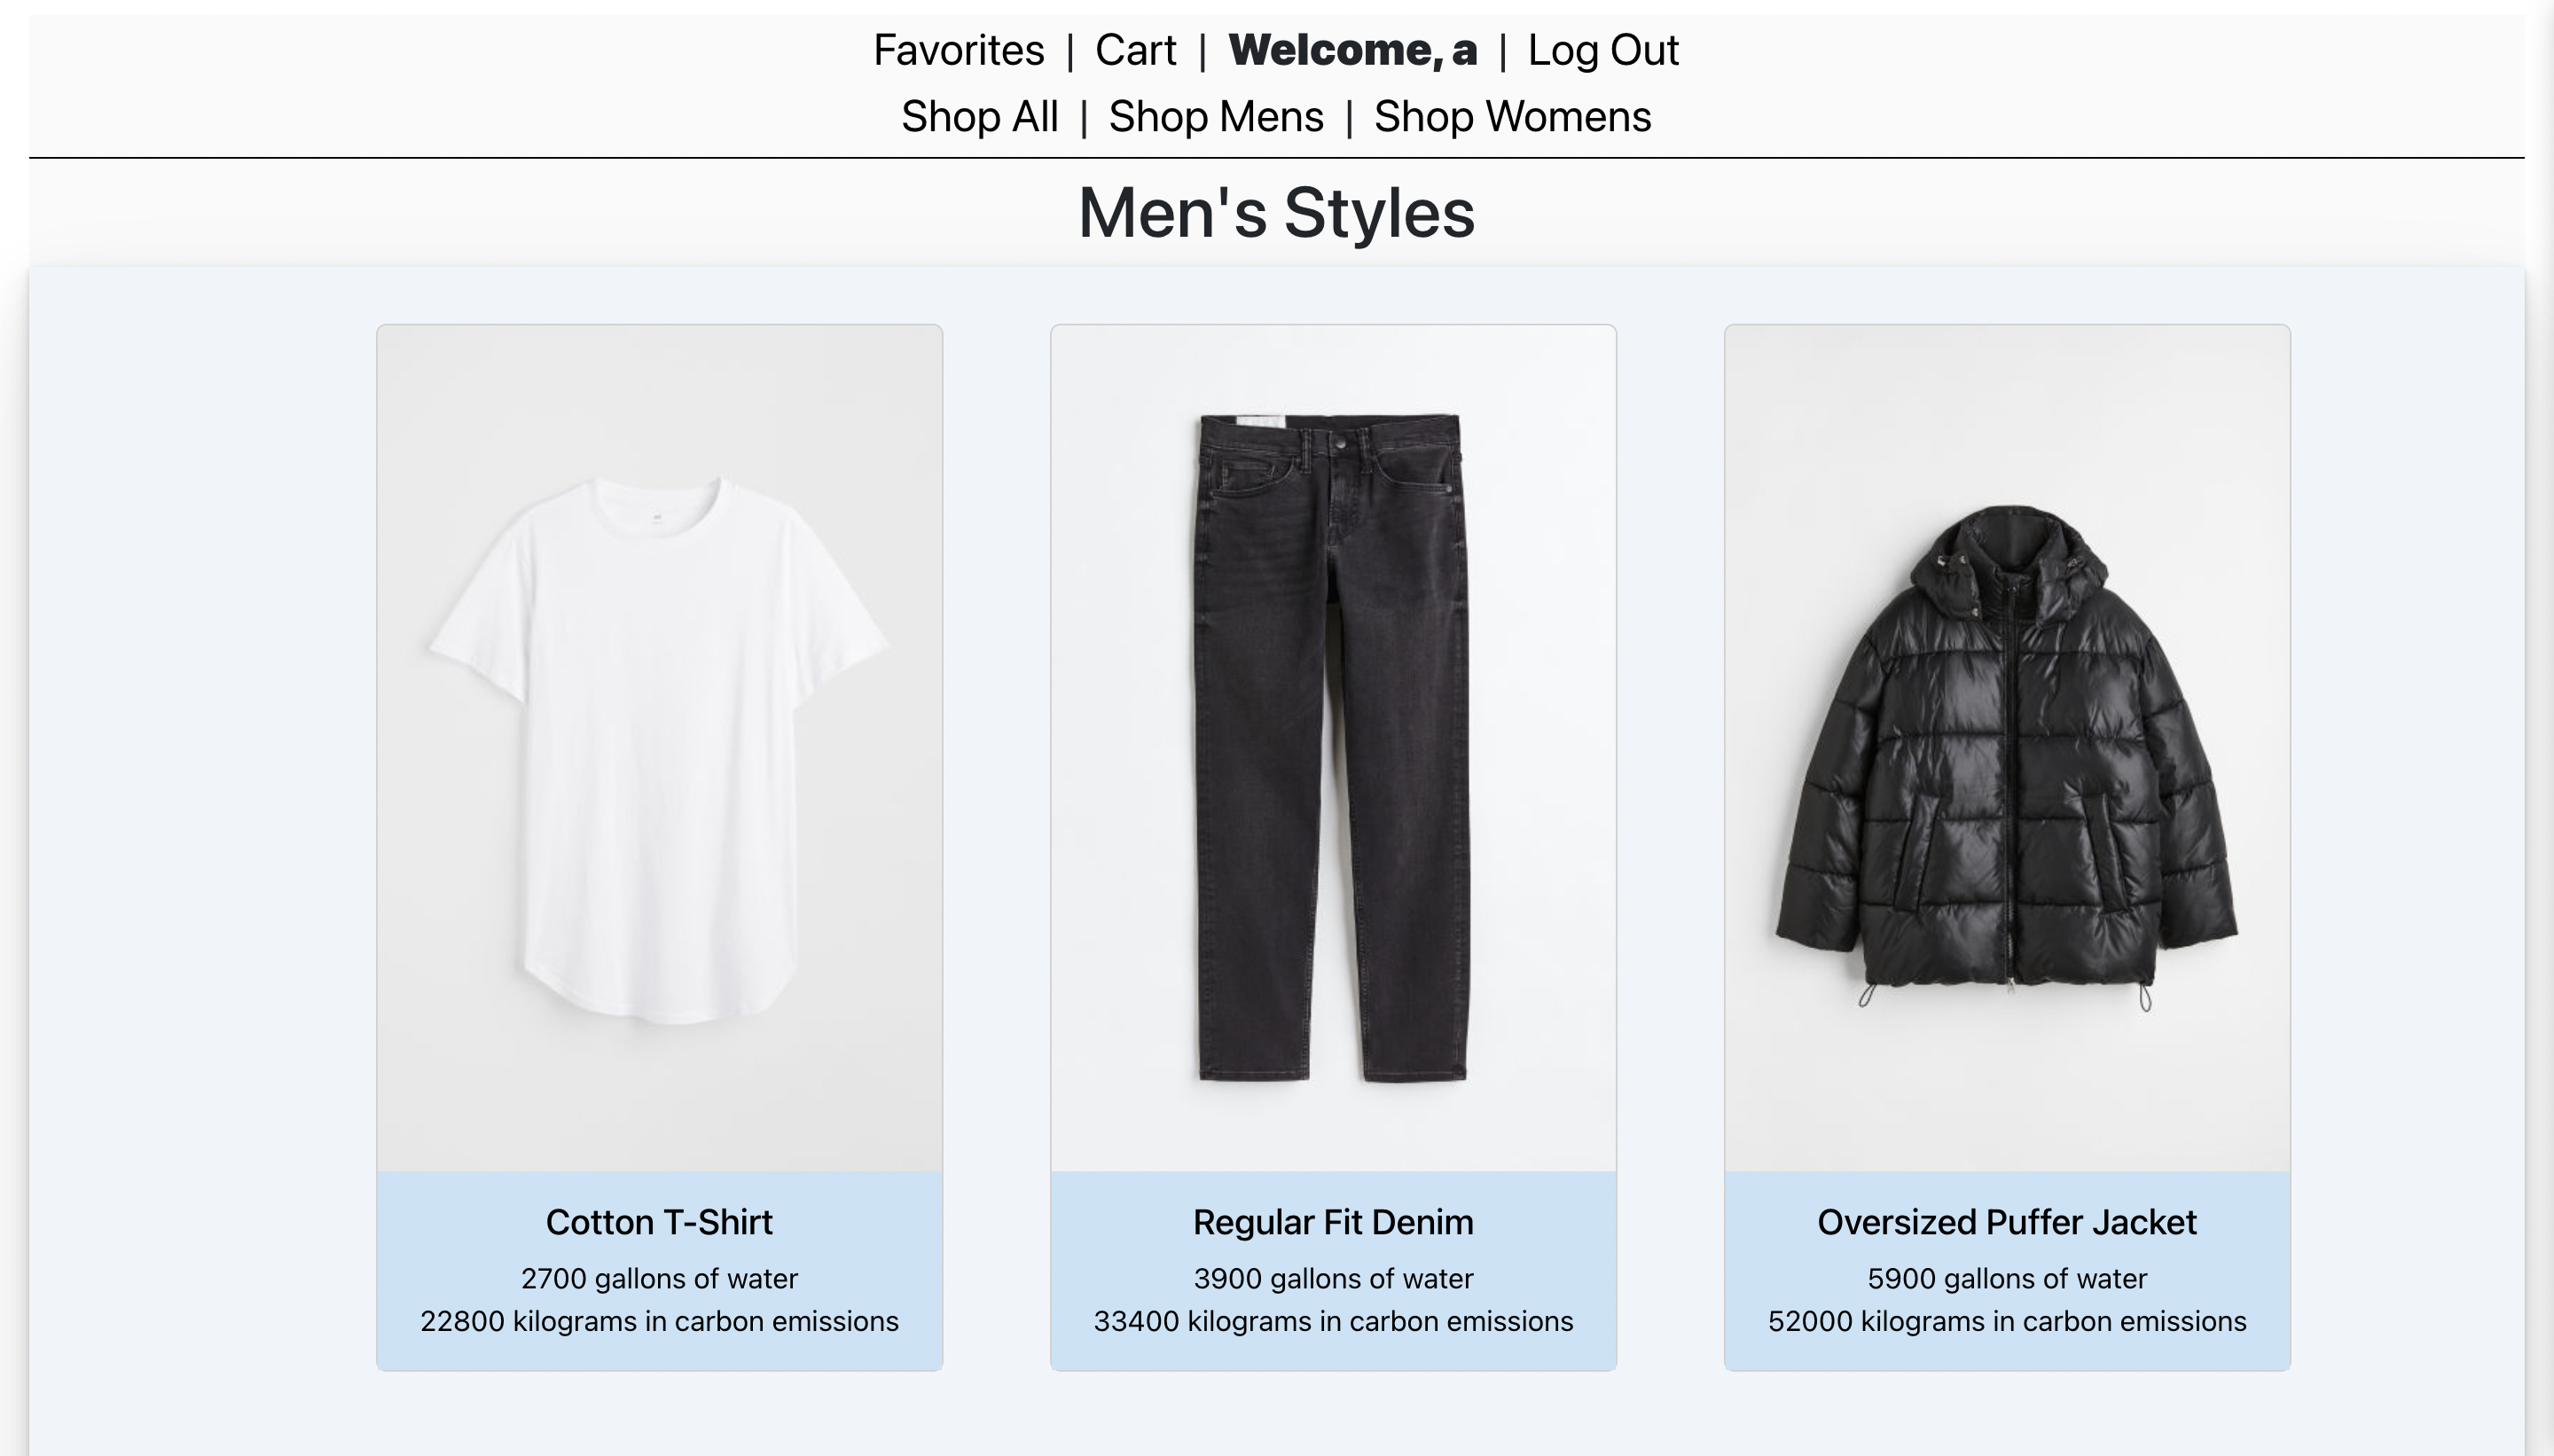 Favorites | Cart | Welcome, a | Log Out
Shop All | Shop Mens | Shop Womens
Men's Styles
Cotton T-Shirt
2700 gallons of water
22800 kilograms in carbon emissions
Regular Fit Denim
3900 gallons of water
33400 kilograms in carbon emissions
Oversized Puffer Jacket
5900 gallons of water
52000 kilograms in carbon emissions